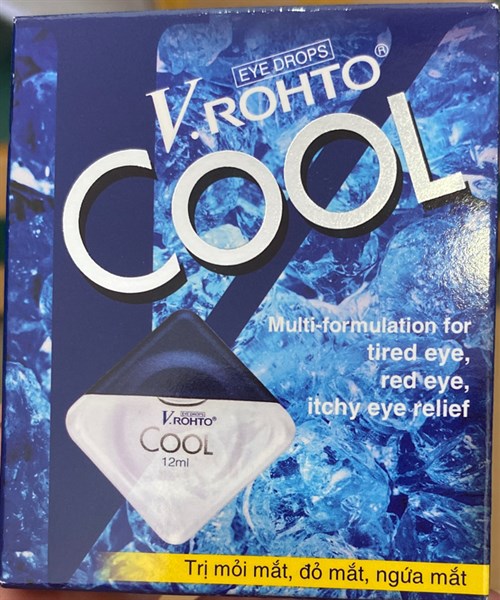 EYE DROPS
V.ROHTO®
COOL
Multi-formulation for
tired eye,
red eye,
itchy eye relief
EYE DROPS
V.ROHTO®
COOL
12ml
Trị mỏi mắt, đỏ mắt, ngứa mắt